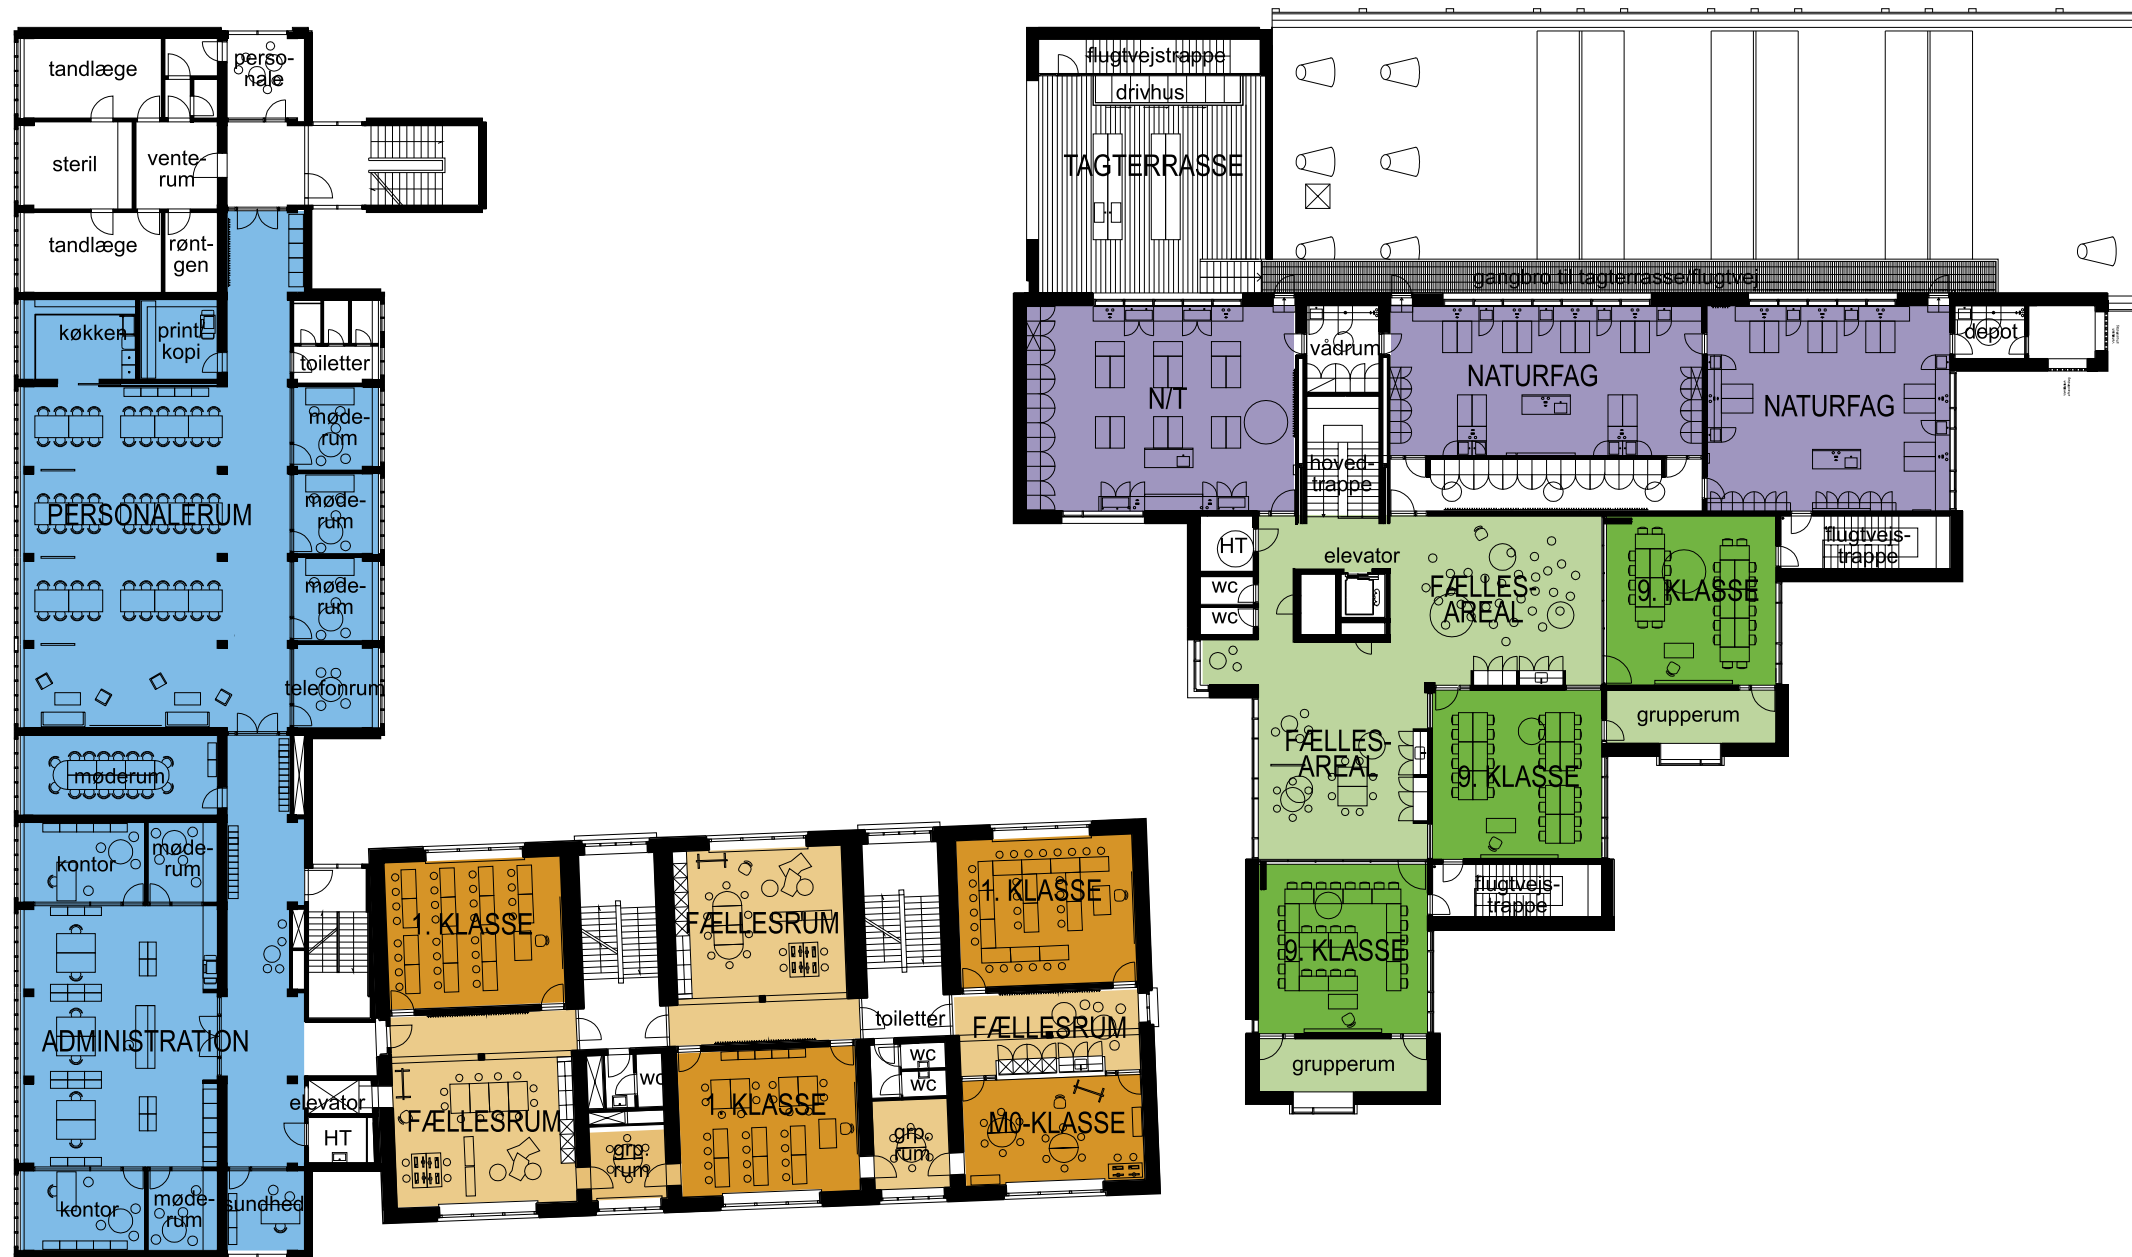 tandlæge
perso-
nale
steril
vente-
rum
tandlæge
rønt-
gen
køkken
print/
kopi
toiletter
møde-
rum
møde-
rum
PERSONALERUM
møde-
rum
telefonrum
møderum
kontor
møde-
rum
ADMINISTRATION
elevator
HT
kontor
møde-
rum
sundhed
1. KLASSE
FÆLLESRUM
1. KLASSE
toiletter
FÆLLESRUM
FÆLLESRUM
wc
1. KLASSE
wc
wc
M0-KLASSE
grp.
rum
grp.
rum
flugtvejstrappe
drivhus
TAGTERRASSE
gangbro til tagterrasse/flugtvej
N/T
vådrum
NATURFAG
NATURFAG
depot
hoved-
trappe
HT
wc
wc
elevator
FÆLLES-
AREAL
9. KLASSE
flugtvejs-
trappe
grupperum
FÆLLES-
AREAL
9. KLASSE
flugtvejs-
trappe
9. KLASSE
grupperum